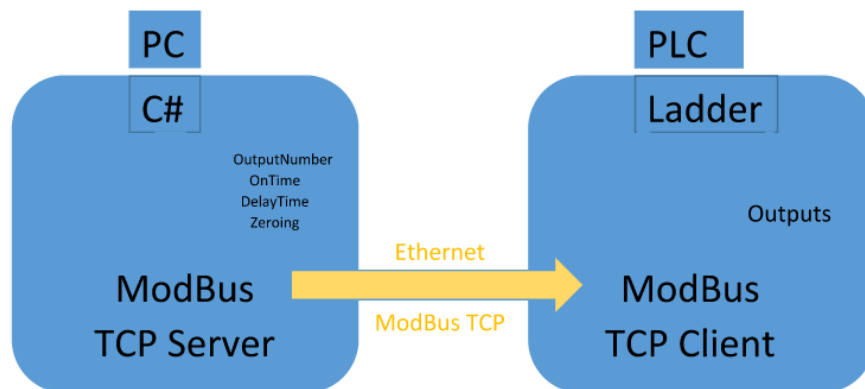 PC
C#
OutputNumber
OnTime
DelayTime
Zeroing
ModBus
TCP Server
Ethernet
ModBus TCP
PLC
Ladder
Outputs
ModBus
TCP Client